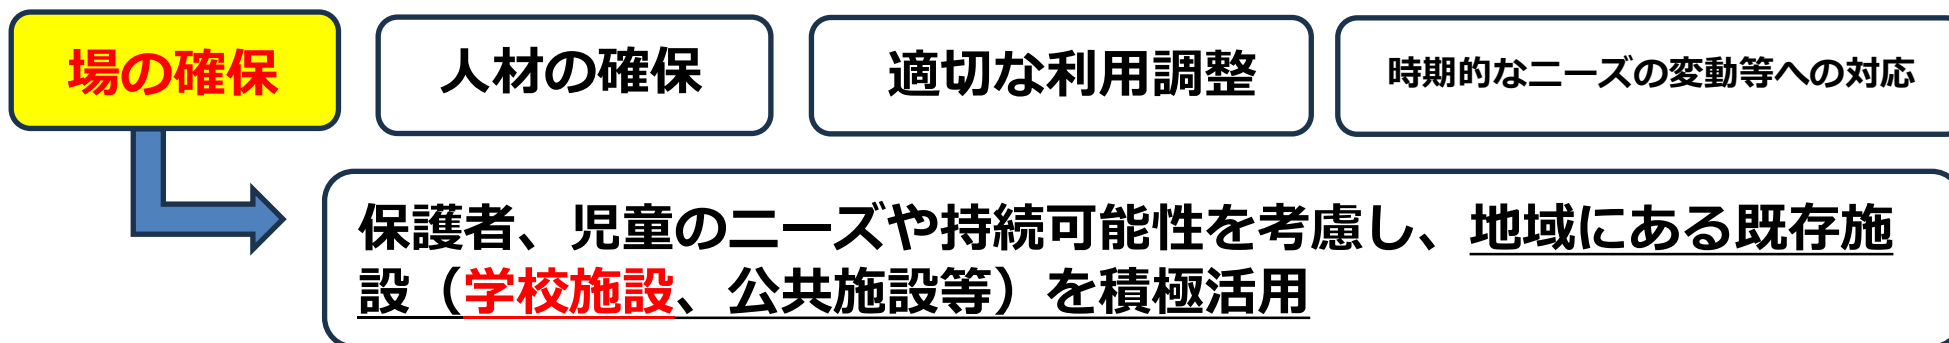 場の確保
人材の確保
適切な利用調整
時期的なニーズの変動等への対応
保護者、児童のニーズや持続可能性を考慮し、地域にある既存施
設（学校施設、公共施設等）を積極活用